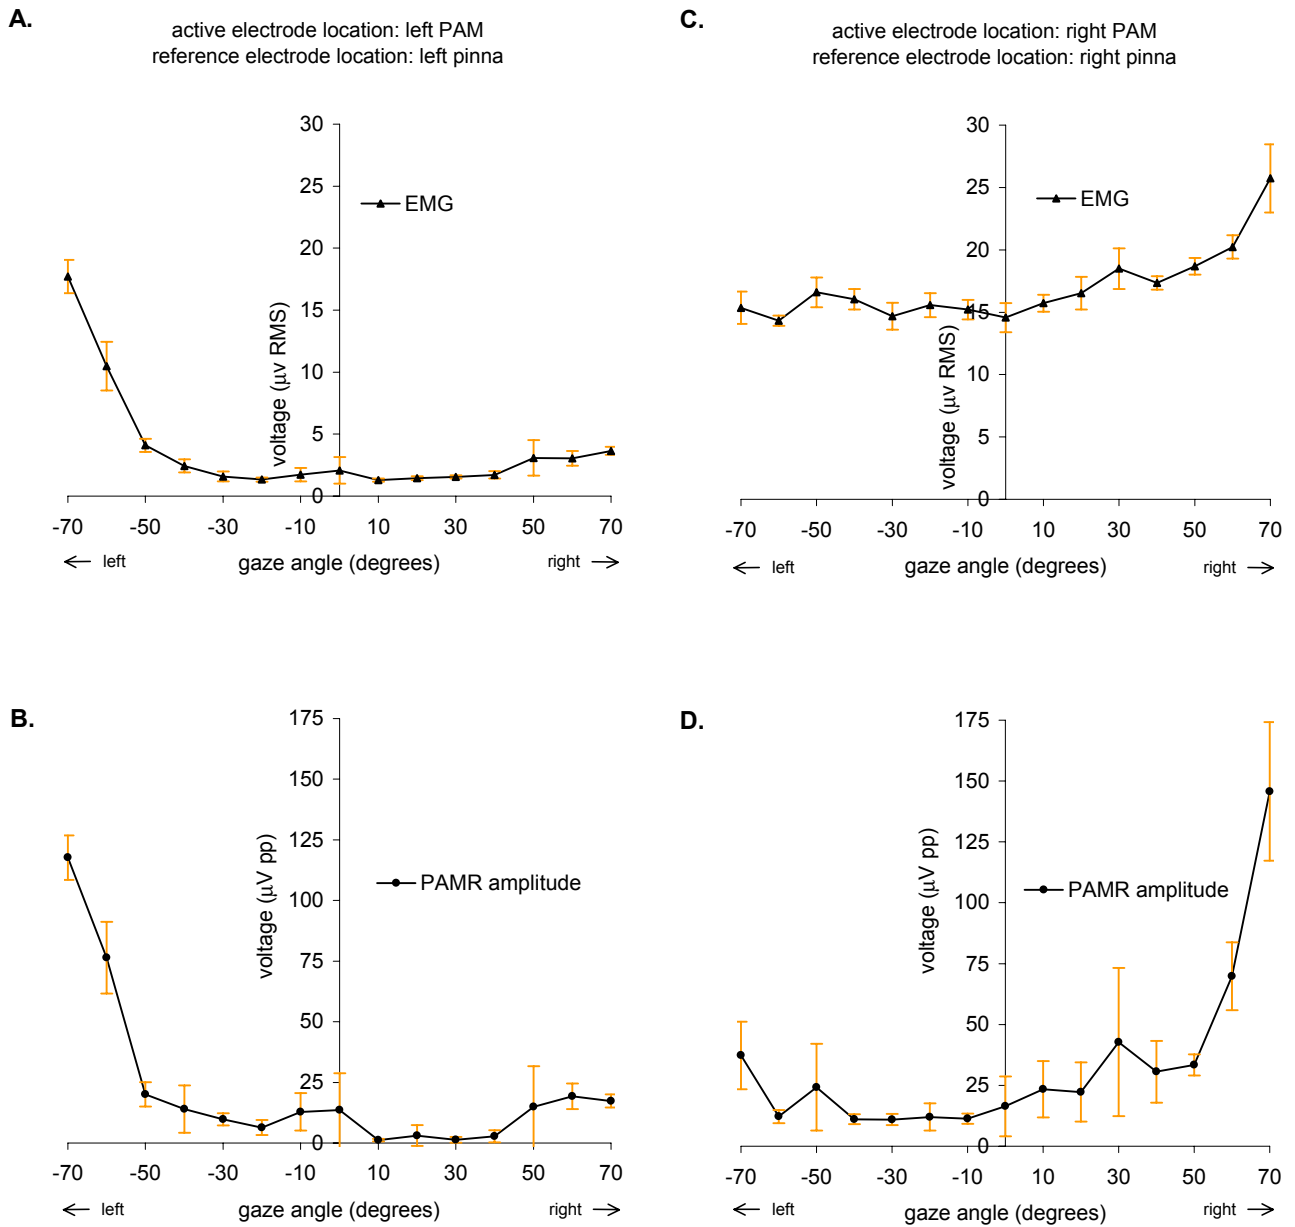 A.
active electrode location: left PAM
reference electrode location: left pinna
30
25
20
15
10
5
0
voltage (μv RMS)
EMG
-70 -50 -30 -10 10 30 50 70
← left gaze angle (degrees) right →
C.
active electrode location: right PAM
reference electrode location: right pinna
30
25
20
15
10
5
0
voltage (μv RMS)
EMG
-70 -50 -30 -10 10 30 50 70
← left gaze angle (degrees) right →
B.
175
150
125
100
75
50
25
0
voltage (μV pp)
PAMR amplitude
-70 -50 -30 -10 10 30 50 70
← left gaze angle (degrees) right →
D.
175
150
125
100
75
50
25
0
voltage (μV pp)
PAMR amplitude
-70 -50 -30 -10 10 30 50 70
← left gaze angle (degrees) right →